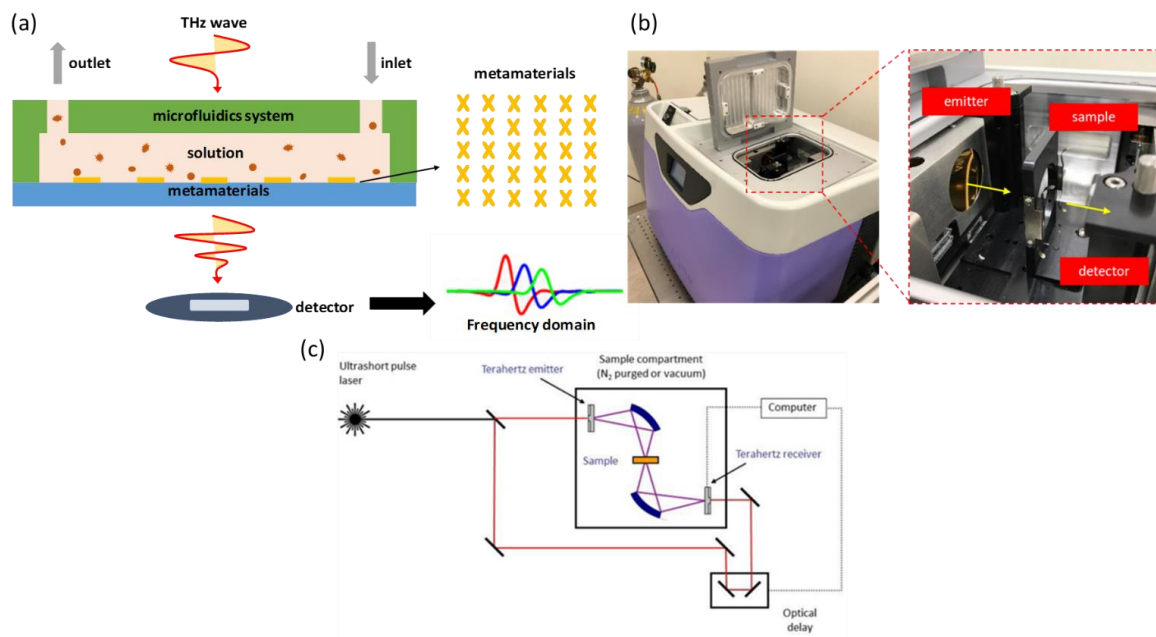 (a)
THz wave
outlet
inlet
microfluidics system
solution
metamaterials
metamaterials
detector
Frequency domain
(b)
emitter
sample
detector
(c)
Ultrashort pulse
laser
Terahertz emitter
Sample compartment
(N₂ purged or vacuum)
Computer
Sample
Terahertz receiver
Optical
delay